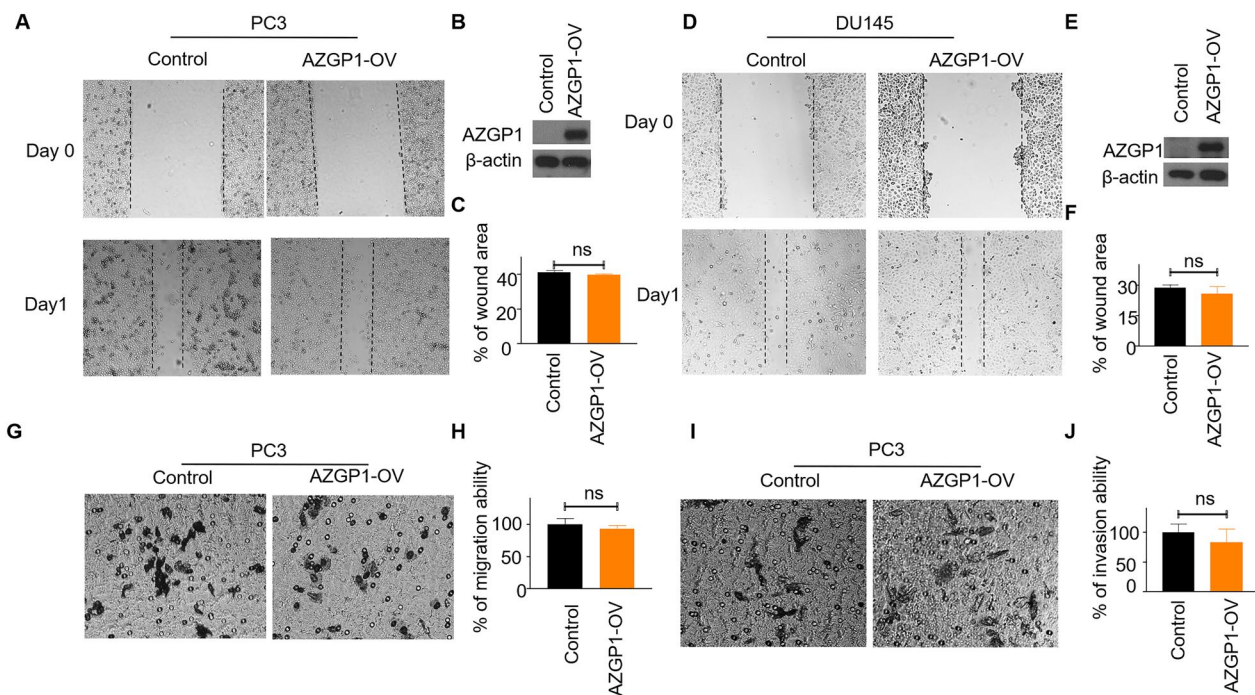 A
PC3
Control
AZGP1-OV
Day 0
Day1
B
Control
AZGP1-OV
AZGP1
β-actin
C
% of wound area
40
20
0
ns
Control
AZGP1-OV
D
DU145
Control
AZGP1-OV
Day 0
Day1
E
Control
AZGP1-OV
AZGP1
β-actin
F
% of wound area
30
15
0
ns
Control
AZGP1-OV
G
PC3
Control
AZGP1-OV
H
% of migration ability
100
50
0
ns
Control
AZGP1-OV
I
PC3
Control
AZGP1-OV
J
% of invasion ability
100
50
0
ns
Control
AZGP1-OV